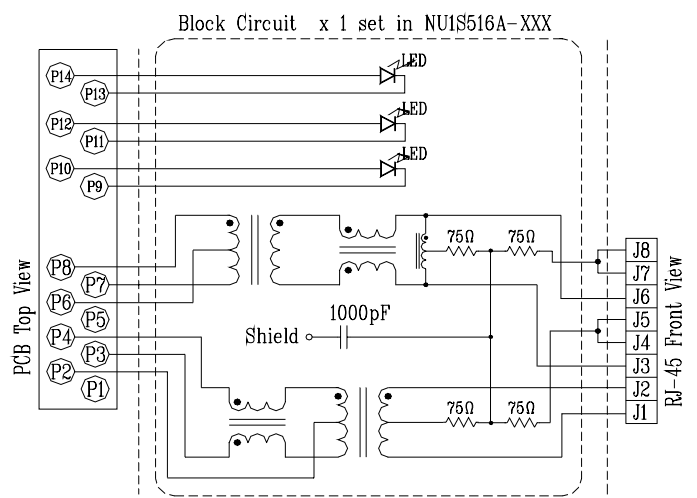 Block Circuit x 1 set in NU1S516A-XXX
P14
LED
P13
P12
LED
P11
P10
LED
P9
75Ω
75Ω
J8
P8
J7
P7
J6
P6
1000pF
P5
J5
P4
Shield
J4
P3
J3
P2
J2
P1
75Ω
75Ω
J1
PCB Top View
RJ-45 Front View